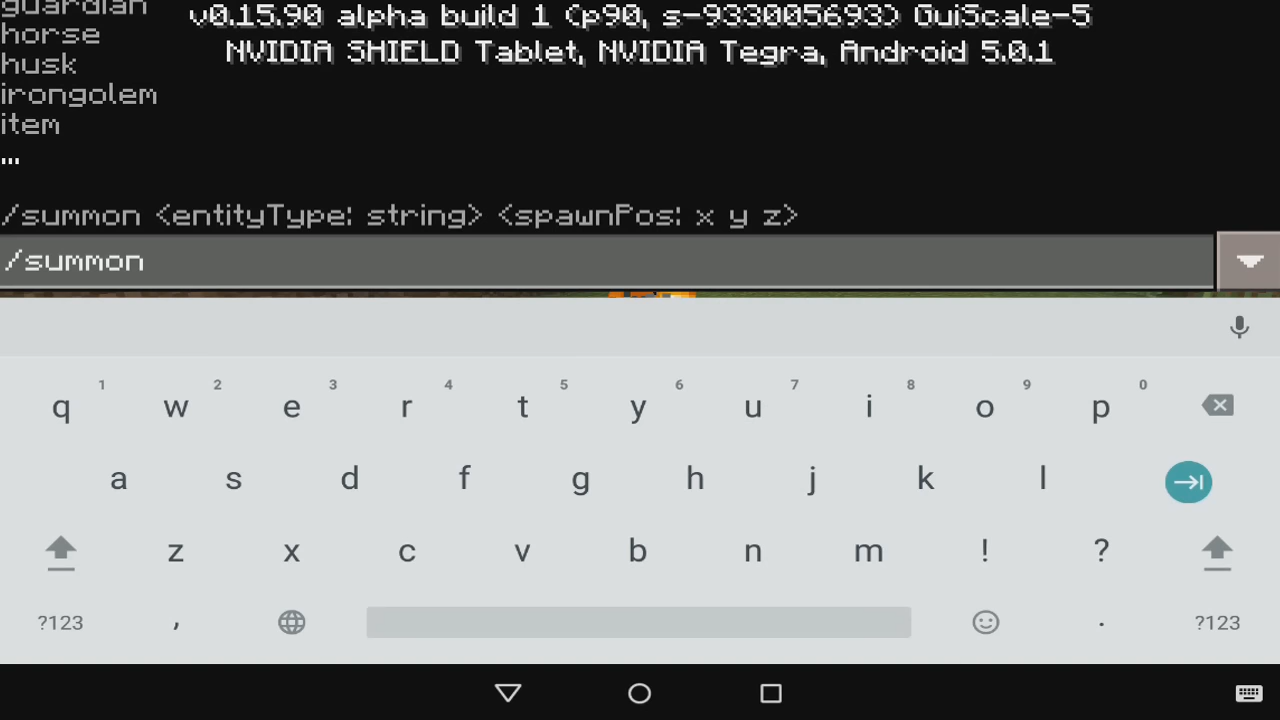 guardian
v0.15.90 alpha build 1 (p90, s-933005693) GuiScale-5
horse
NVIDIA SHIELD Tablet, NVIDIA Tegra, Android 5.0.1
husk
irongolem
item
...
/summon <entityType: string> <spawnPos: x y z>
/summon
1 2 3 4 5 6 7 8 9 0
q w e r t y u i o p
a s d f g h j k l
z x c v b n m ! ?
?123 , . ?123